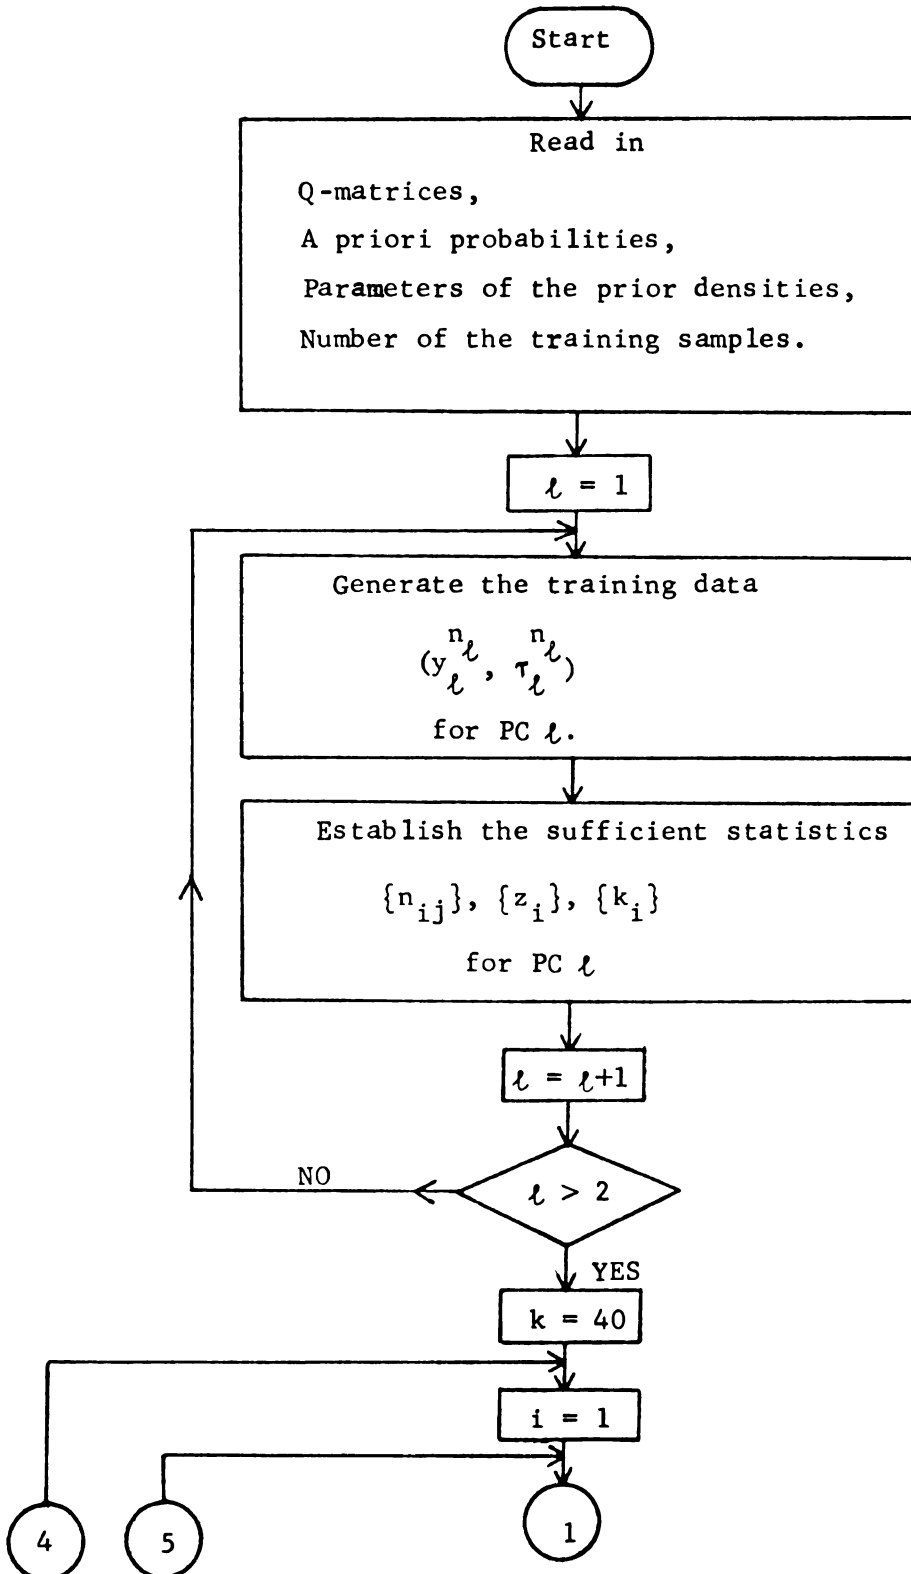 Start
Read in
Q-matrices,
A priori probabilities,
Parameters of the prior densities,
Number of the training samples.
ℓ = 1
Generate the training data
(y_ℓ^{n_ℓ}, τ_ℓ^{n_ℓ})
for PC ℓ.
Establish the sufficient statistics
{n_{ij}}, {z_i}, {k_i}
for PC ℓ
ℓ = ℓ+1
ℓ > 2
NO
YES
k = 40
i = 1
4
5
1